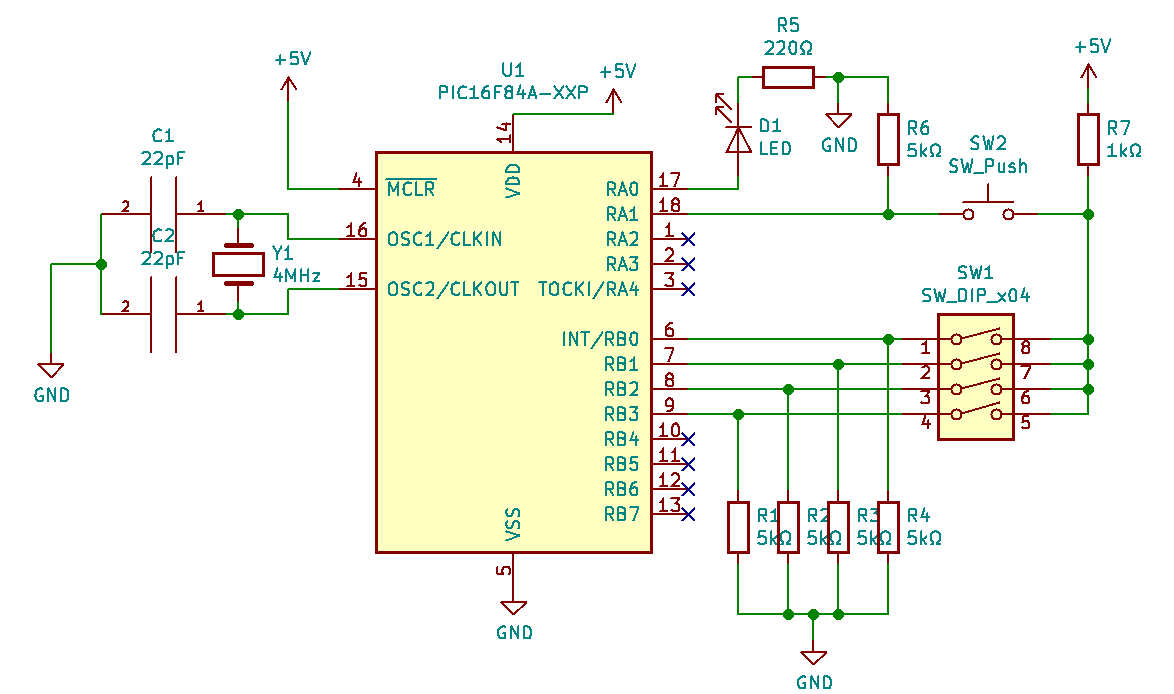 R5
220Ω
+5V
+5V
U1
+5V
PIC16F84A-XXP
C1
22pF
14
D1
LED
GND
R6
5kΩ
SW2
SW_Push
R7
1kΩ
4
MCLR
VDD
RA0
17
2
1
RA1
18
C2
22pF
16
OSC1/CLKIN
RA2
1
Y1
4MHz
RA3
2
15
OSC2/CLKOUT
TOCKI/RA4
3
SW1
SW_DIP_x04
2
1
INT/RB0
6
1
8
RB1
7
2
7
RB2
8
3
6
RB3
9
4
5
GND
RB4
10
RB5
11
RB6
12
RB7
13
VSS
R1
5kΩ
R2
5kΩ
R3
5kΩ
R4
5kΩ
5
GND
GND